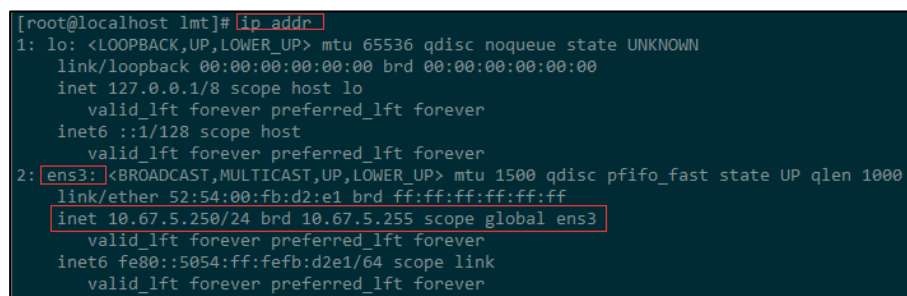 [root@localhost lmt]# ip addr
1: lo: <LOOPBACK,UP,LOWER_UP> mtu 65536 qdisc noqueue state UNKNOWN
link/loopback 00:00:00:00:00:00 brd 00:00:00:00:00:00
inet 127.0.0.1/8 scope host lo
valid_lft forever preferred_lft forever
inet6 ::1/128 scope host
valid_lft forever preferred_lft forever
2: ens3: <BROADCAST,MULTICAST,UP,LOWER_UP> mtu 1500 qdisc pfifo_fast state UP qlen 1000
link/ether 52:54:00:fb:d2:e1 brd ff:ff:ff:ff:ff:ff
inet 10.67.5.250/24 brd 10.67.5.255 scope global ens3
valid_lft forever preferred_lft forever
inet6 fe80::5054:ff:fefb:d2e1/64 scope link
valid_lft forever preferred_lft forever